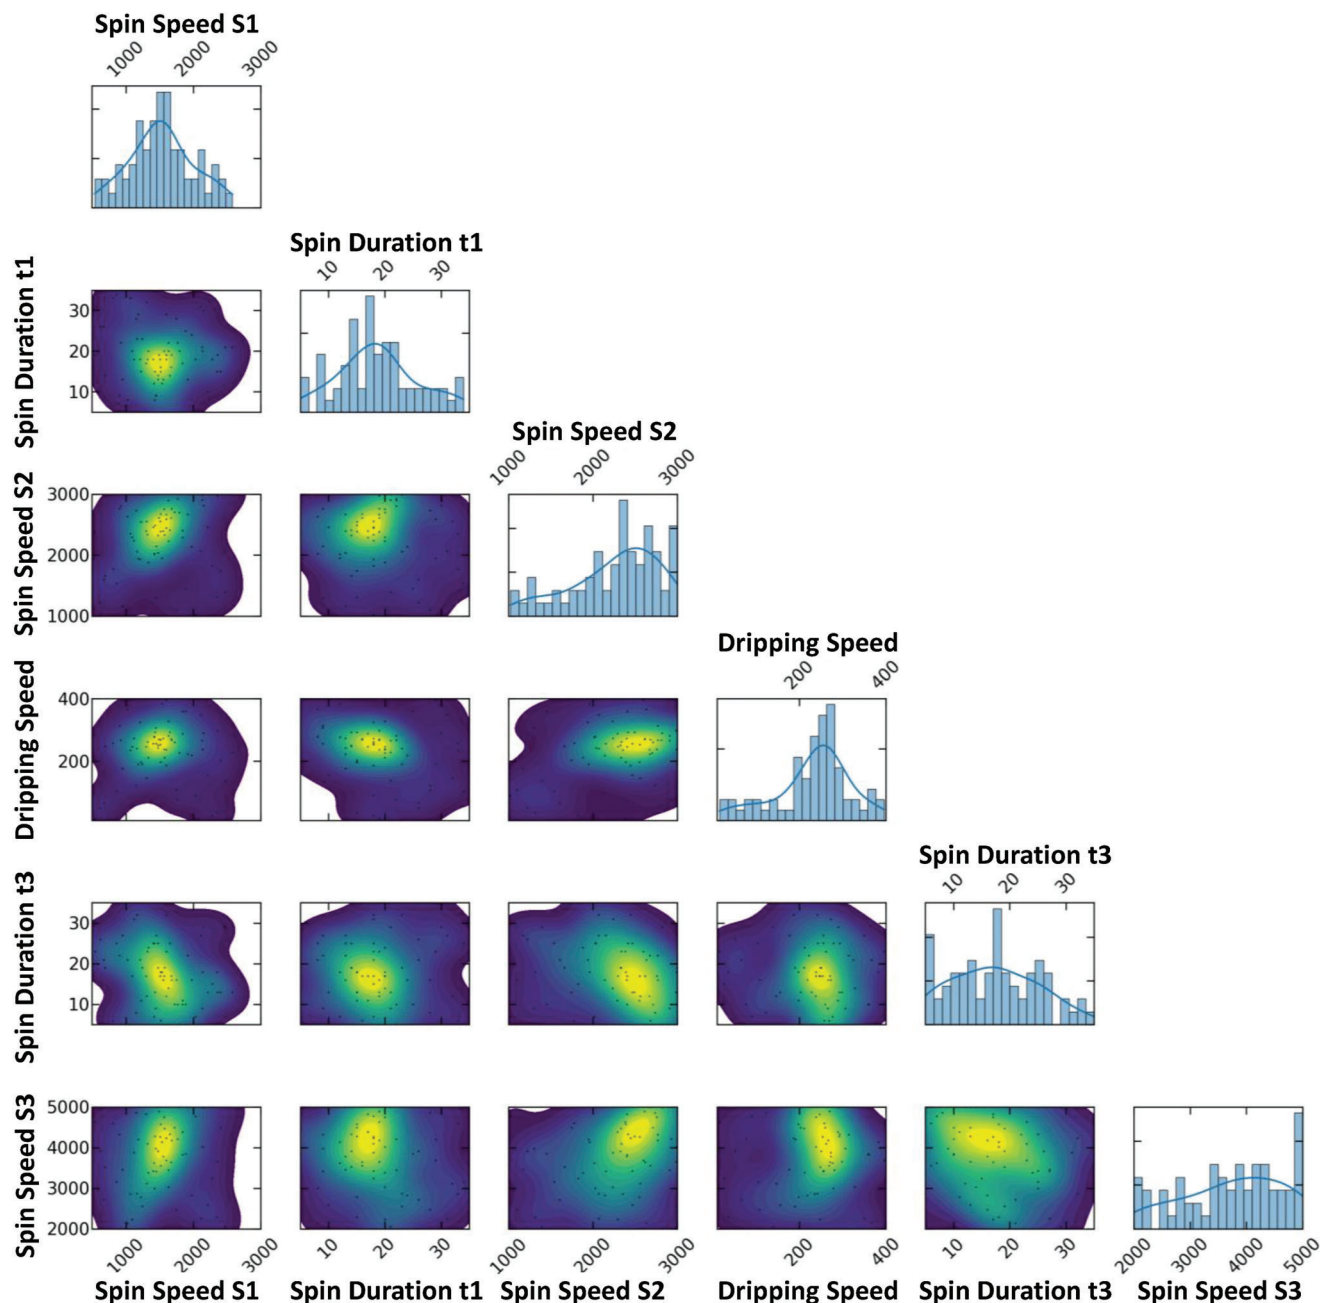 Spin Speed S1
1000 2000 3000
Spin Duration t1
10 20 30
Spin Duration t1
30
20
10
Spin Speed S2
1000 2000 3000
Spin Speed S2
3000
2000
1000
Dripping Speed
200 400
Dripping Speed
400
200
Spin Duration t3
10 20 30
Spin Duration t3
30
20
10
Spin Speed S3
5000
4000
3000
2000
1000 2000 3000 10 20 30 1000 2000 3000 200 400 10 20 30 2000 3000 4000 5000
Spin Speed S1 Spin Duration t1 Spin Speed S2 Dripping Speed Spin Duration t3 Spin Speed S3